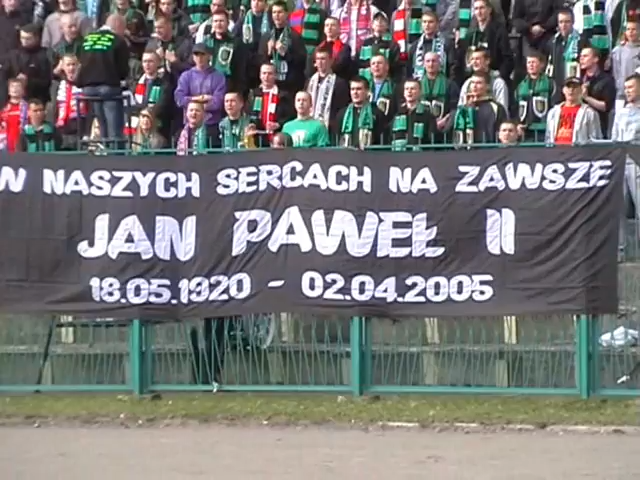 W NASZYCH SERCACH NA ZAWSZE
JAN PAWEŁ II
18.05.1920 - 02.04.2005